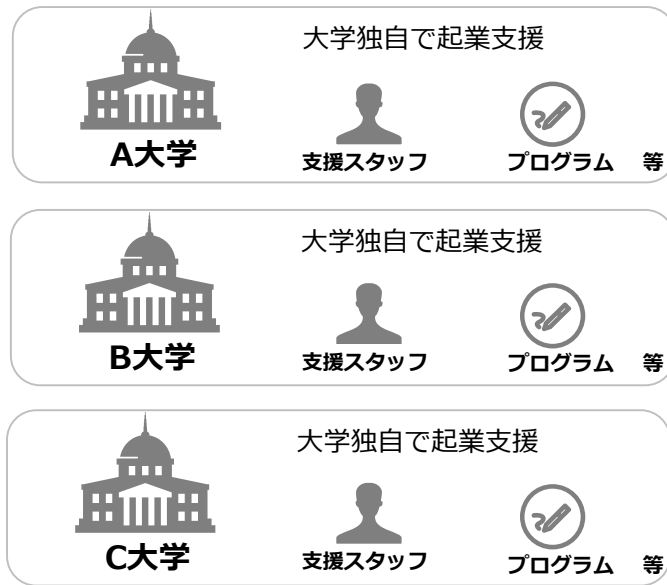 大学独自で起業支援
A大学
支援スタッフ
プログラム 等
大学独自で起業支援
B大学
支援スタッフ
プログラム 等
大学独自で起業支援
C大学
支援スタッフ
プログラム 等